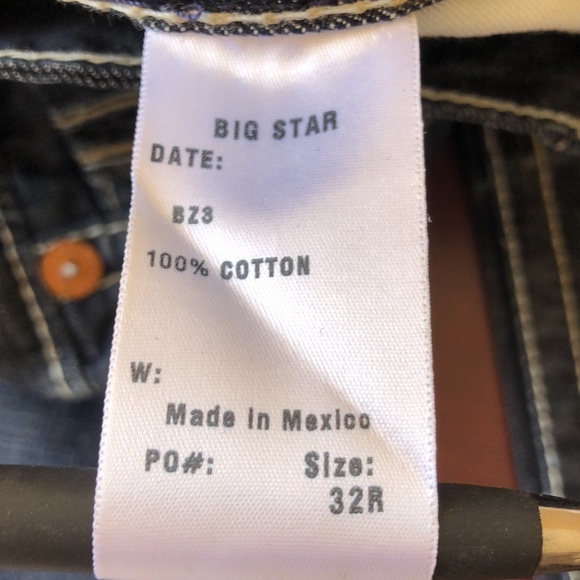 BIG STAR
DATE:
BZ3
100% COTTON
W:
Made in Mexico
PO#: Size:
32R